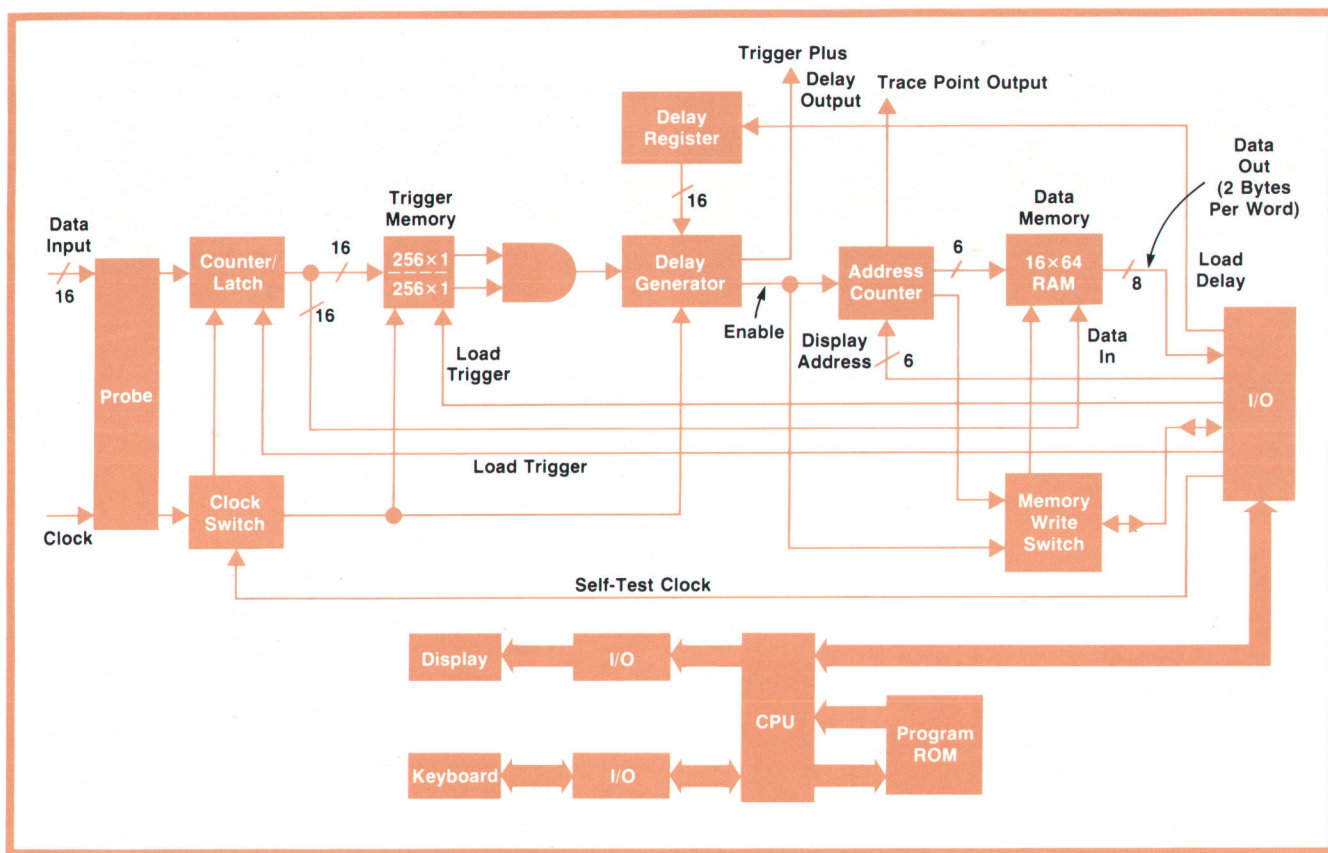 Trigger Plus
Delay
Output
Trace Point Output
Delay
Register
Data
Out
(2 Bytes
Per Word)
16
Trigger
Memory
Data
Memory
Data
Input
16
Counter/
Latch
16
16
256×1
256×1
Delay
Generator
Enable
Address
Counter
6
16×64
RAM
8
Load
Delay
Display
Address
6
Data
In
Load
Trigger
Probe
I/O
Load Trigger
Clock
Clock
Switch
Memory
Write
Switch
Self-Test Clock
Display
I/O
CPU
Program
ROM
Keyboard
I/O